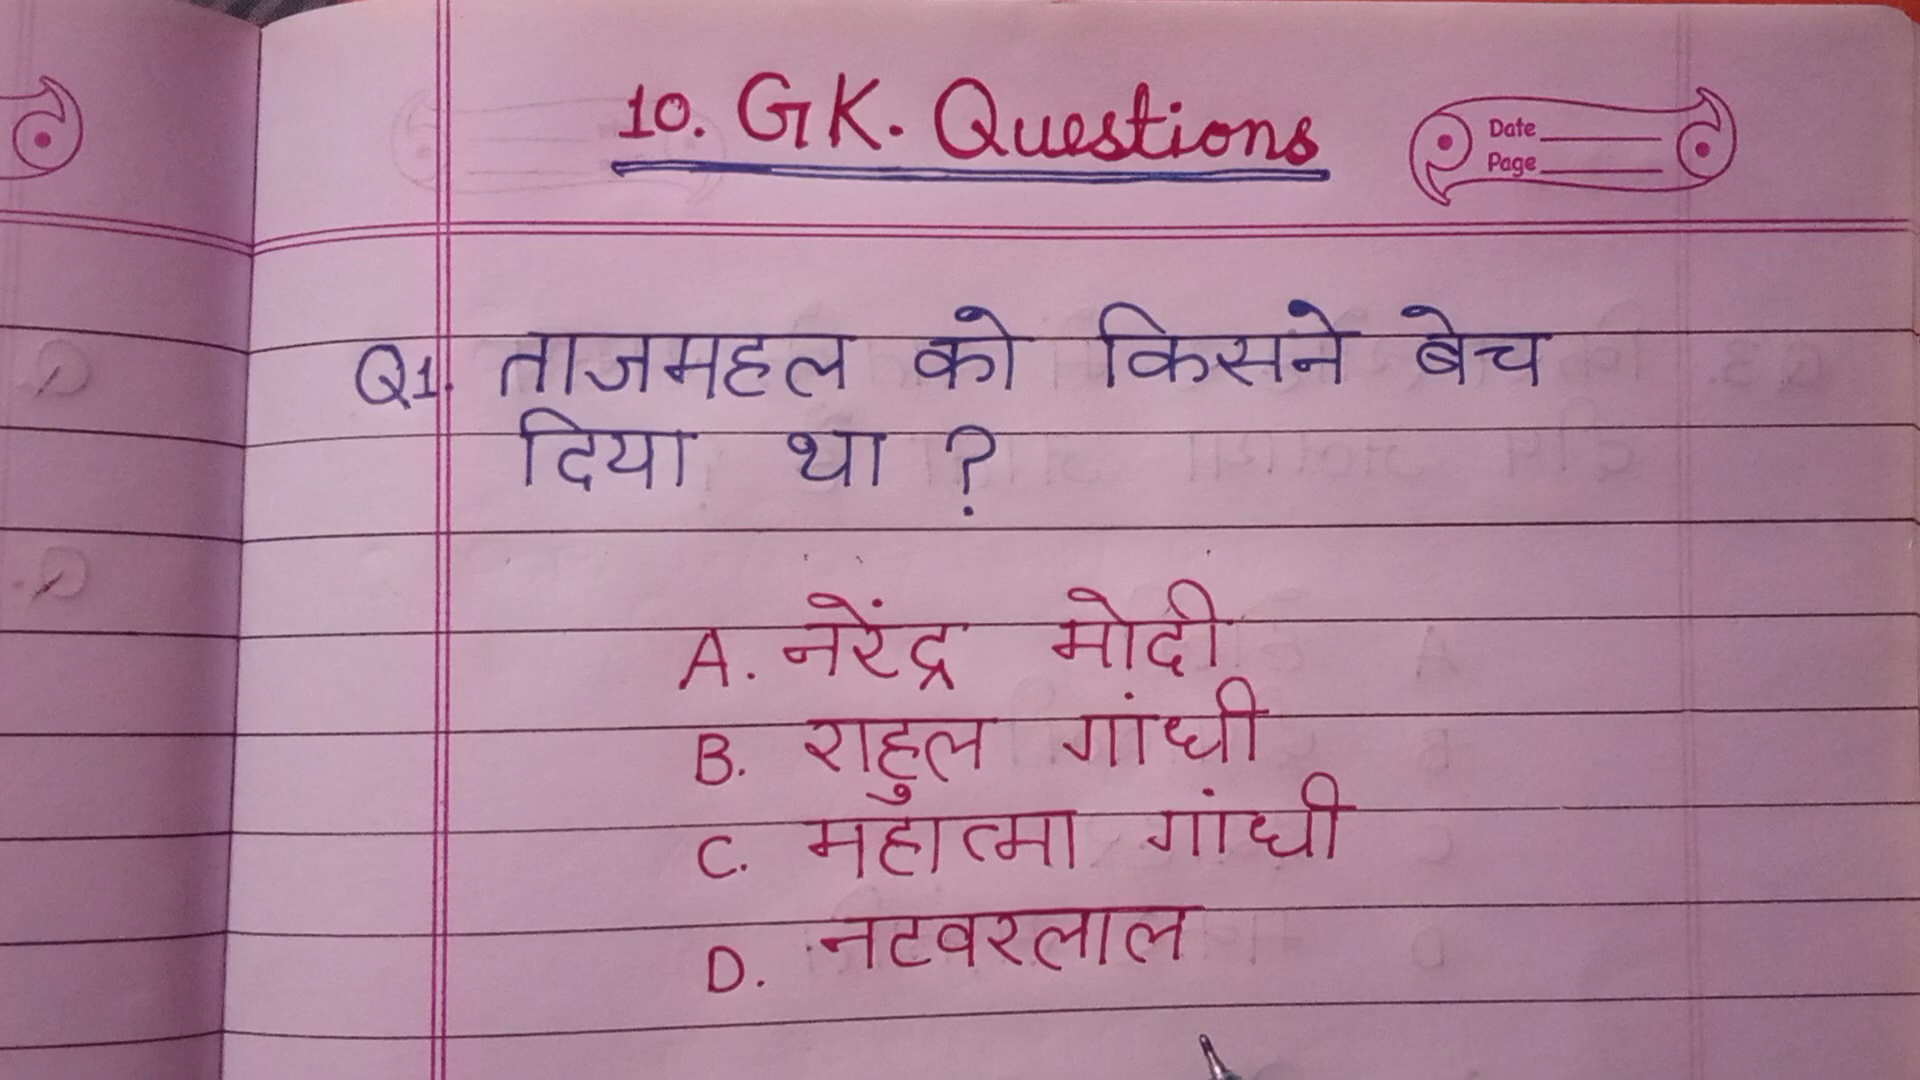 10. GK. Questions
Date
Page
Q1. ताजमहल को किसने बेच
दिया था ?
A. नरेंद्र मोदी
B. राहुल गांधी
C. महात्मा गांधी
D. नटवरलाल